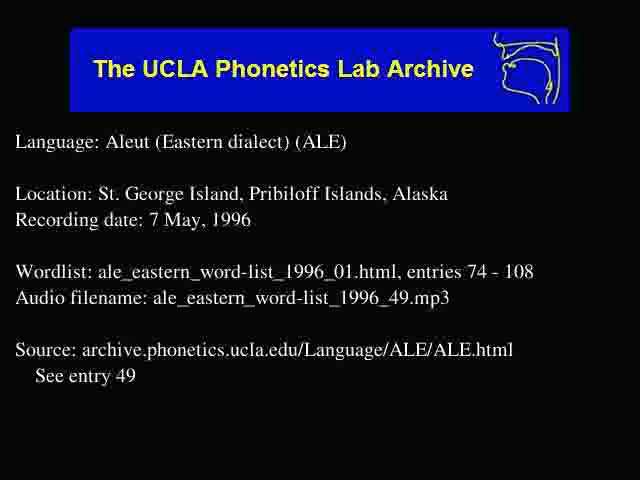 The UCLA Phonetics Lab Archive
Language: Aleut (Eastern dialect) (ALE)
Location: St. George Island, Pribiloff Islands, Alaska
Recording date: 7 May, 1996
Wordlist: ale_eastern_word-list_1996_01.html, entries 74 - 108
Audio filename: ale_eastern_word-list_1996_49.mp3
Source: archive.phonetics.ucla.edu/Language/ALE/ALE.html
See entry 49